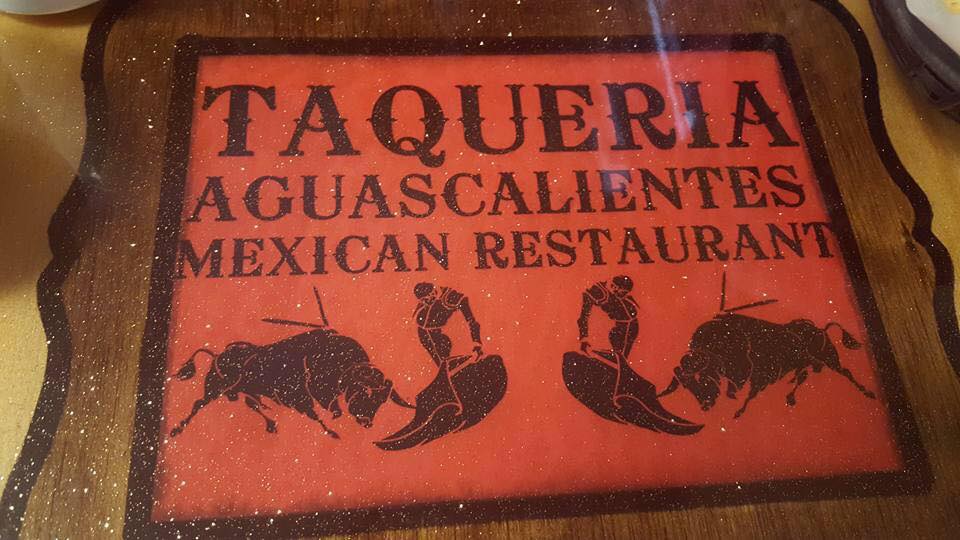 TAQUERIA
AGUASCALIENTES
MEXICAN RESTAURANT